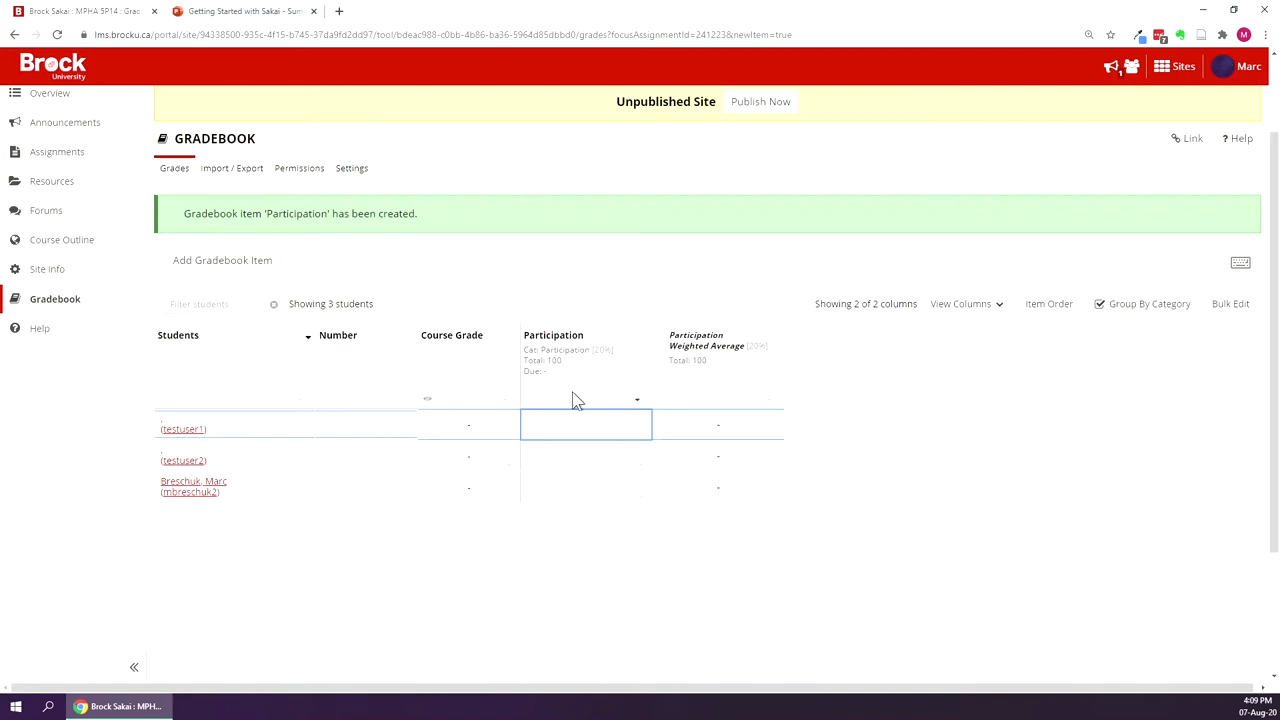 Brock Sakai : MPHA 5P14 : Grad
Getting Started with Sakai - Sum
lms.brocku.ca/portal/site/94338500-935c-4f15-b745-37da9fd2dd97/tool/bdeac988-c0bb-4b86-ba36-5964d85dbbd0/grades?focusAssignmentId=241223&newItem=true
7
M
Brock
University
1
Sites
Marc
Unpublished Site
Publish Now
Overview
Announcements
Assignments
Resources
Forums
Course Outline
Site Info
Gradebook
Help
GRADEBOOK
Link
? Help
Grades
Import / Export
Permissions
Settings
Gradebook item 'Participation' has been created.
Add Gradebook Item
Filter students
Showing 3 students
Showing 2 of 2 columns
View Columns
Item Order
Group By Category
Bulk Edit
Students
Number
Course Grade
Participation
Cat: Participation [20%]
Total: 100
Due: -
Participation
Weighted Average [20%]
Total: 100
,
(testuser1)
-
-
,
(testuser2)
-
-
Breschuk, Marc
(mbreschuk2)
-
-
Brock Sakai : MPH...
4:09 PM
07-Aug-20